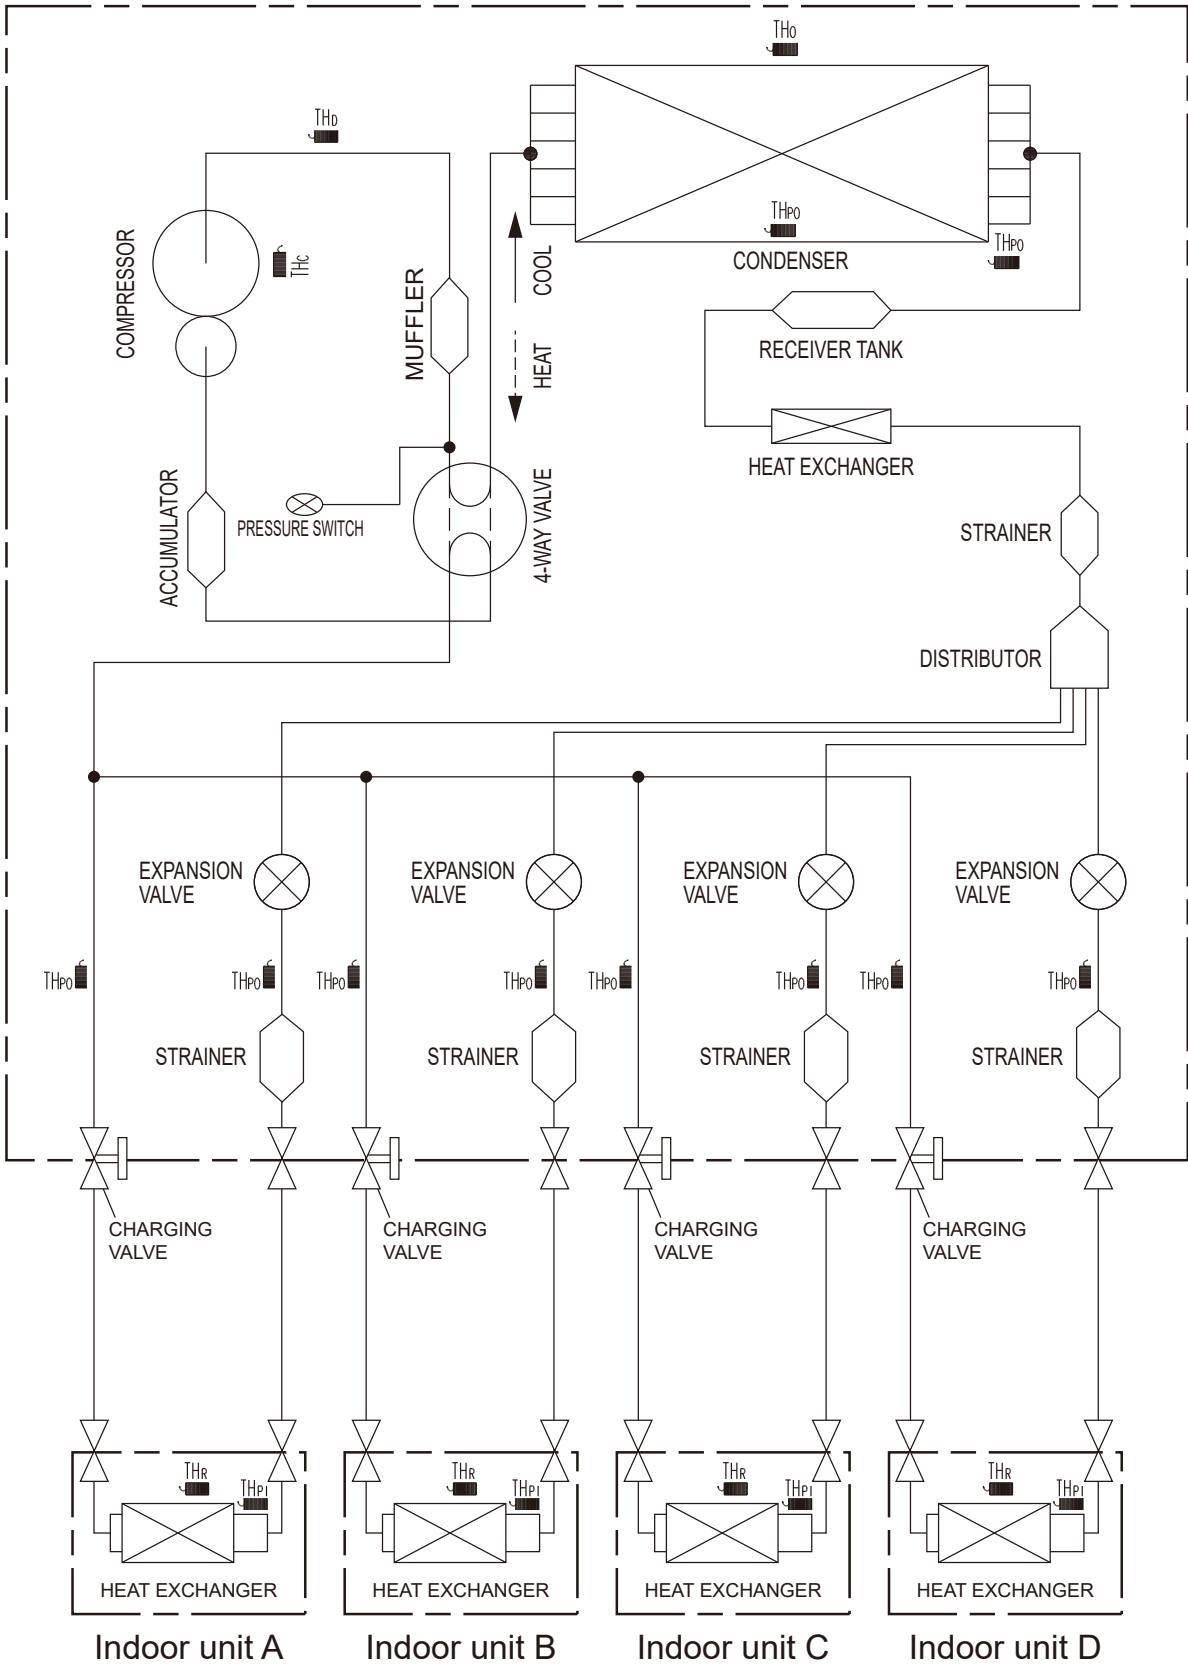 THO
THD
THPO
CONDENSER
THPO
COMPRESSOR
THC
COOL
MUFFLER
HEAT
RECEIVER TANK
HEAT EXCHANGER
ACCUMULATOR
PRESSURE SWITCH
4-WAY VALVE
STRAINER
DISTRIBUTOR
EXPANSION
VALVE
EXPANSION
VALVE
EXPANSION
VALVE
EXPANSION
VALVE
THPO
THPO
THPO
THPO
THPO
THPO
THPO
THPO
STRAINER
STRAINER
STRAINER
STRAINER
CHARGING
VALVE
CHARGING
VALVE
CHARGING
VALVE
CHARGING
VALVE
THR
THPI
THR
THPI
THR
THPI
THR
THPI
HEAT EXCHANGER
HEAT EXCHANGER
HEAT EXCHANGER
HEAT EXCHANGER
Indoor unit A
Indoor unit B
Indoor unit C
Indoor unit D